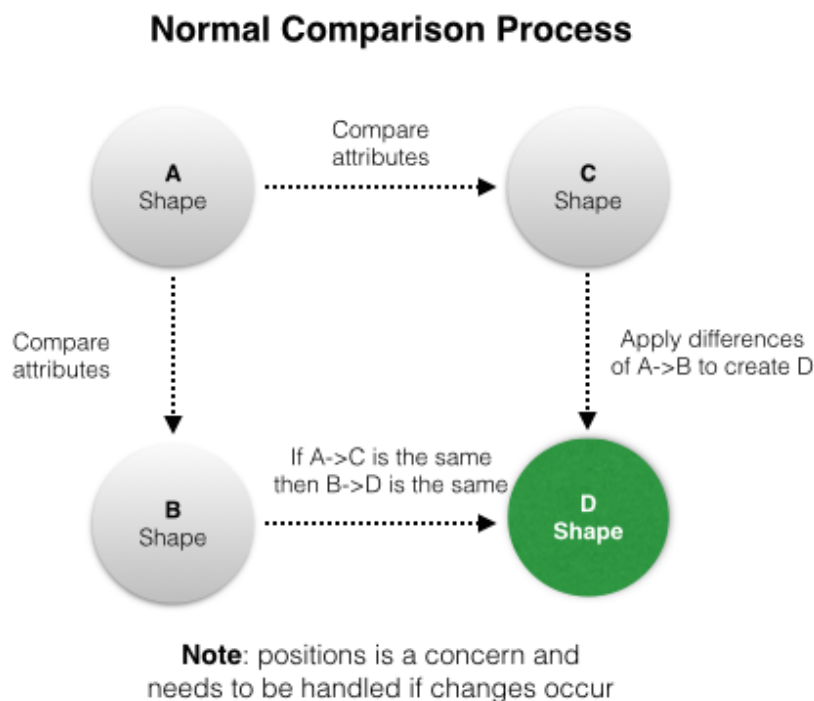 Normal Comparison Process
A
Shape
Compare
attributes
C
Shape
Compare
attributes
Apply differences
of A->B to create D
B
Shape
If A->C is the same
then B->D is the same
D
Shape
Note: positions is a concern and
needs to be handled if changes occur